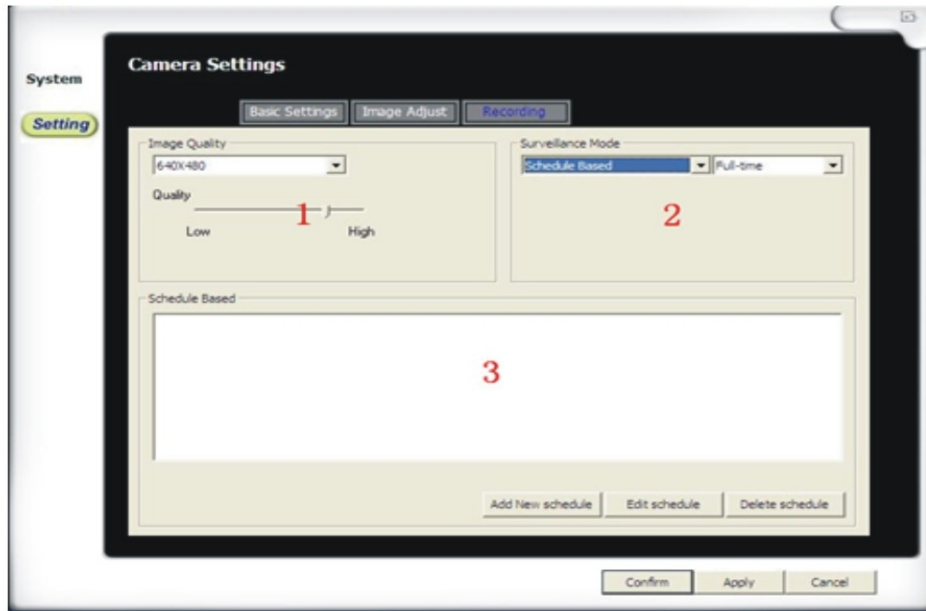 Camera Settings
System
Setting
Basic Settings Image Adjust Recording
Image Quality
640X480
Quality
1
Low High
Surveillance Mode
Schedule Based Full-time
2
Schedule Based
3
Add New schedule Edit schedule Delete schedule
Confirm Apply Cancel